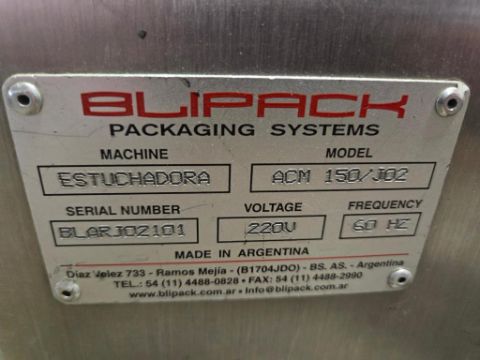 BLIPACK
PACKAGING SYSTEMS
MACHINE MODEL
ESTUCHADORA ACM 150/J02
SERIAL NUMBER VOLTAGE FREQUENCY
BLARJ02101 220V 60 HZ
MADE IN ARGENTINA
Díaz Velez 733 - Ramos Mejía - (B1704JDO) - BS. AS. - Argentina
TEL.: 54 (11) 4488-0828 • FAX: 54 (11) 4488-2990
www.blipack.com.ar • Info@blipack.com.ar